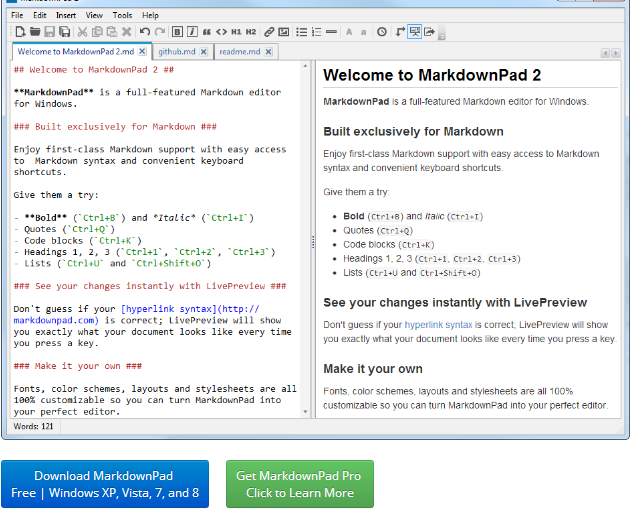 File Edit Insert View Tools Help
B I “ <> H1 H2 A a
Welcome to MarkdownPad 2.md github.md readme.md
## Welcome to MarkdownPad 2 ##
**MarkdownPad** is a full-featured Markdown editor
for Windows.
### Built exclusively for Markdown ###
Enjoy first-class Markdown support with easy access
to  Markdown syntax and convenient keyboard
shortcuts.
Give them a try:
- **Bold** (`Ctrl+B`) and *Italic* (`Ctrl+I`)
- Quotes (`Ctrl+Q`)
- Code blocks (`Ctrl+K`)
- Headings 1, 2, 3 (`Ctrl+1`, `Ctrl+2`, `Ctrl+3`)
- Lists (`Ctrl+U` and `Ctrl+Shift+O`)
### See your changes instantly with LivePreview ###
Don't guess if your [hyperlink syntax](http://
markdownpad.com) is correct; LivePreview will show
you exactly what your document looks like every time
you press a key.
### Make it your own ###
Fonts, color schemes, layouts and stylesheets are all
100% customizable so you can turn MarkdownPad into
your perfect editor.
Welcome to MarkdownPad 2
MarkdownPad is a full-featured Markdown editor for Windows.
Built exclusively for Markdown
Enjoy first-class Markdown support with easy access to Markdown
syntax and convenient keyboard shortcuts.
Give them a try:
• Bold (Ctrl+B) and Italic (Ctrl+I)
• Quotes (Ctrl+Q)
• Code blocks (Ctrl+K)
• Headings 1, 2, 3 (Ctrl+1, Ctrl+2, Ctrl+3)
• Lists (Ctrl+U and Ctrl+Shift+O)
See your changes instantly with LivePreview
Don't guess if your hyperlink syntax is correct; LivePreview will show
you exactly what your document looks like every time you press a key.
Make it your own
Fonts, color schemes, layouts and stylesheets are all 100%
customizable so you can turn MarkdownPad into your perfect editor.
Words: 121
Download MarkdownPad
Free | Windows XP, Vista, 7, and 8
Get MarkdownPad Pro
Click to Learn More